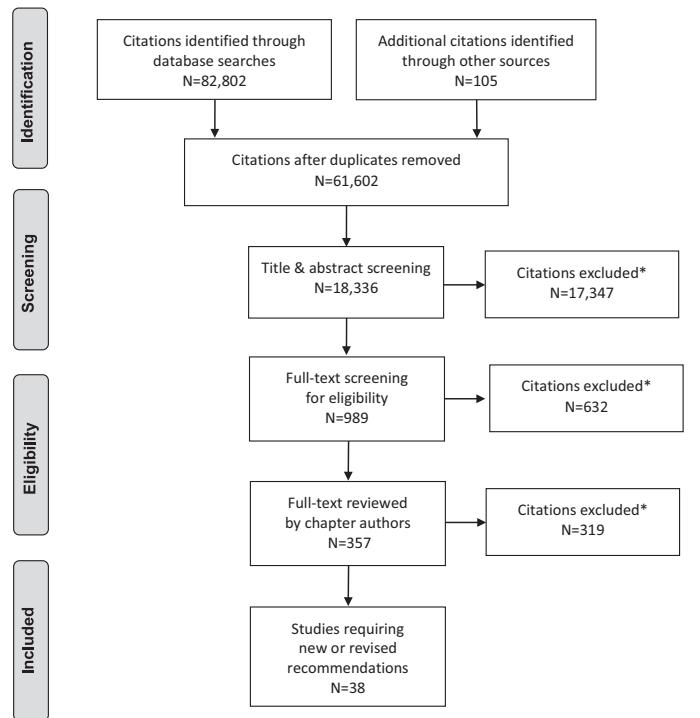 Identification
Citations identified through
database searches
N=82,802
Additional citations identified
through other sources
N=105
Citations after duplicates removed
N=61,602
Screening
Title & abstract screening
N=18,336
Citations excluded*
N=17,347
Eligibility
Full-text screening
for eligibility
N=989
Citations excluded*
N=632
Full-text reviewed
by chapter authors
N=357
Citations excluded*
N=319
Included
Studies requiring
new or revised
recommendations
N=38